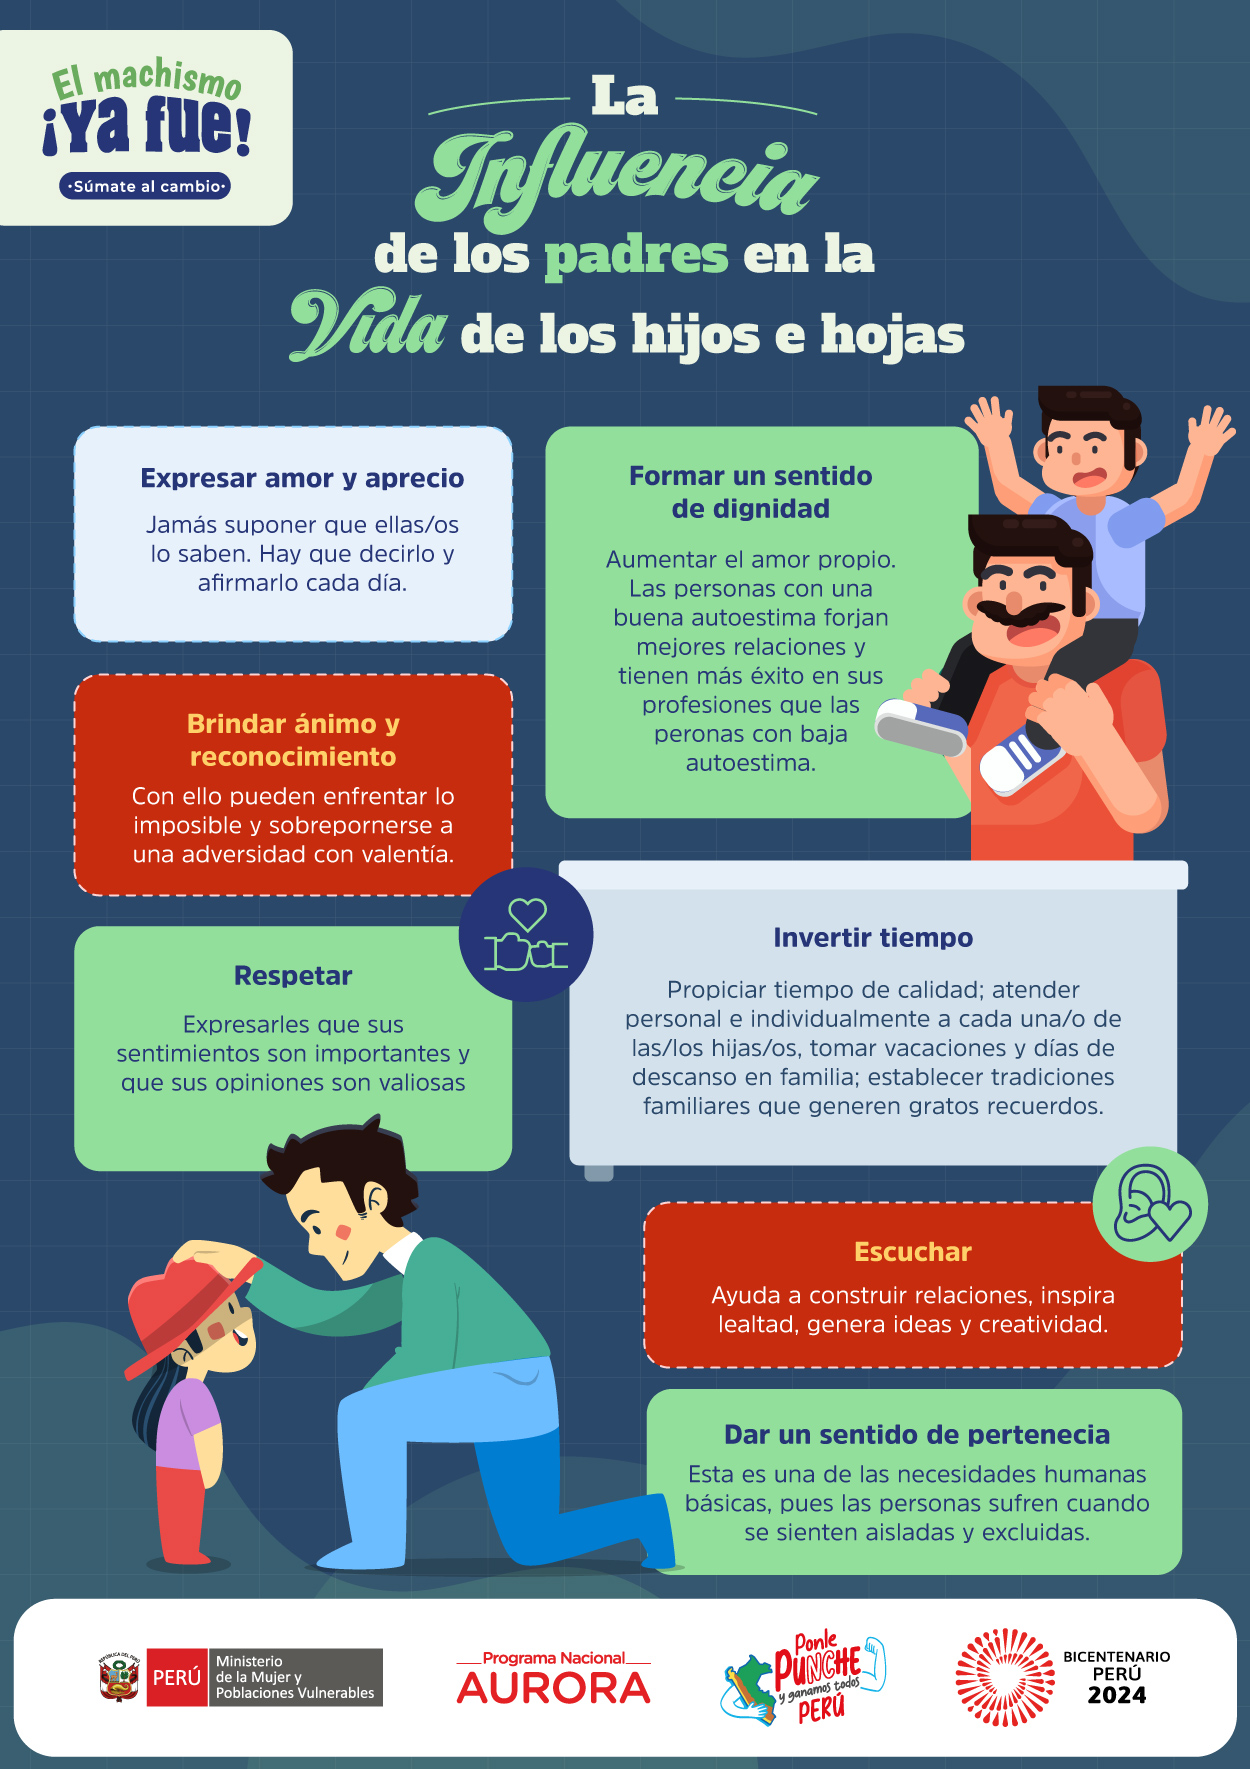 El machismo
¡Ya fue!
•Súmate al cambio•
La
Influencia
de los padres en la
Vida de los hijos e hojas
Expresar amor y aprecio
Jamás suponer que ellas/os
lo saben. Hay que decirlo y
afirmarlo cada día.
Formar un sentido
de dignidad
Aumentar el amor propio.
Las personas con una
buena autoestima forjan
mejores relaciones y
tienen más éxito en sus
profesiones que las
peronas con baja
autoestima.
Brindar ánimo y
reconocimiento
Con ello pueden enfrentar lo
imposible y sobrepornerse a
una adversidad con valentía.
Respetar
Expresarles que sus
sentimientos son importantes y
que sus opiniones son valiosas
Invertir tiempo
Propiciar tiempo de calidad; atender
personal e individualmente a cada una/o de
las/los hijas/os, tomar vacaciones y días de
descanso en familia; establecer tradiciones
familiares que generen gratos recuerdos.
Escuchar
Ayuda a construir relaciones, inspira
lealtad, genera ideas y creatividad.
Dar un sentido de pertenecia
Esta es una de las necesidades humanas
básicas, pues las personas sufren cuando
se sienten aisladas y excluidas.
REPÚBLICA DEL PERÚ
PERÚ
Ministerio
de la Mujer y
Poblaciones Vulnerables
Programa Nacional
AURORA
Ponle
PUNCHE
y ganamos todos
PERÚ
BICENTENARIO
PERÚ
2024